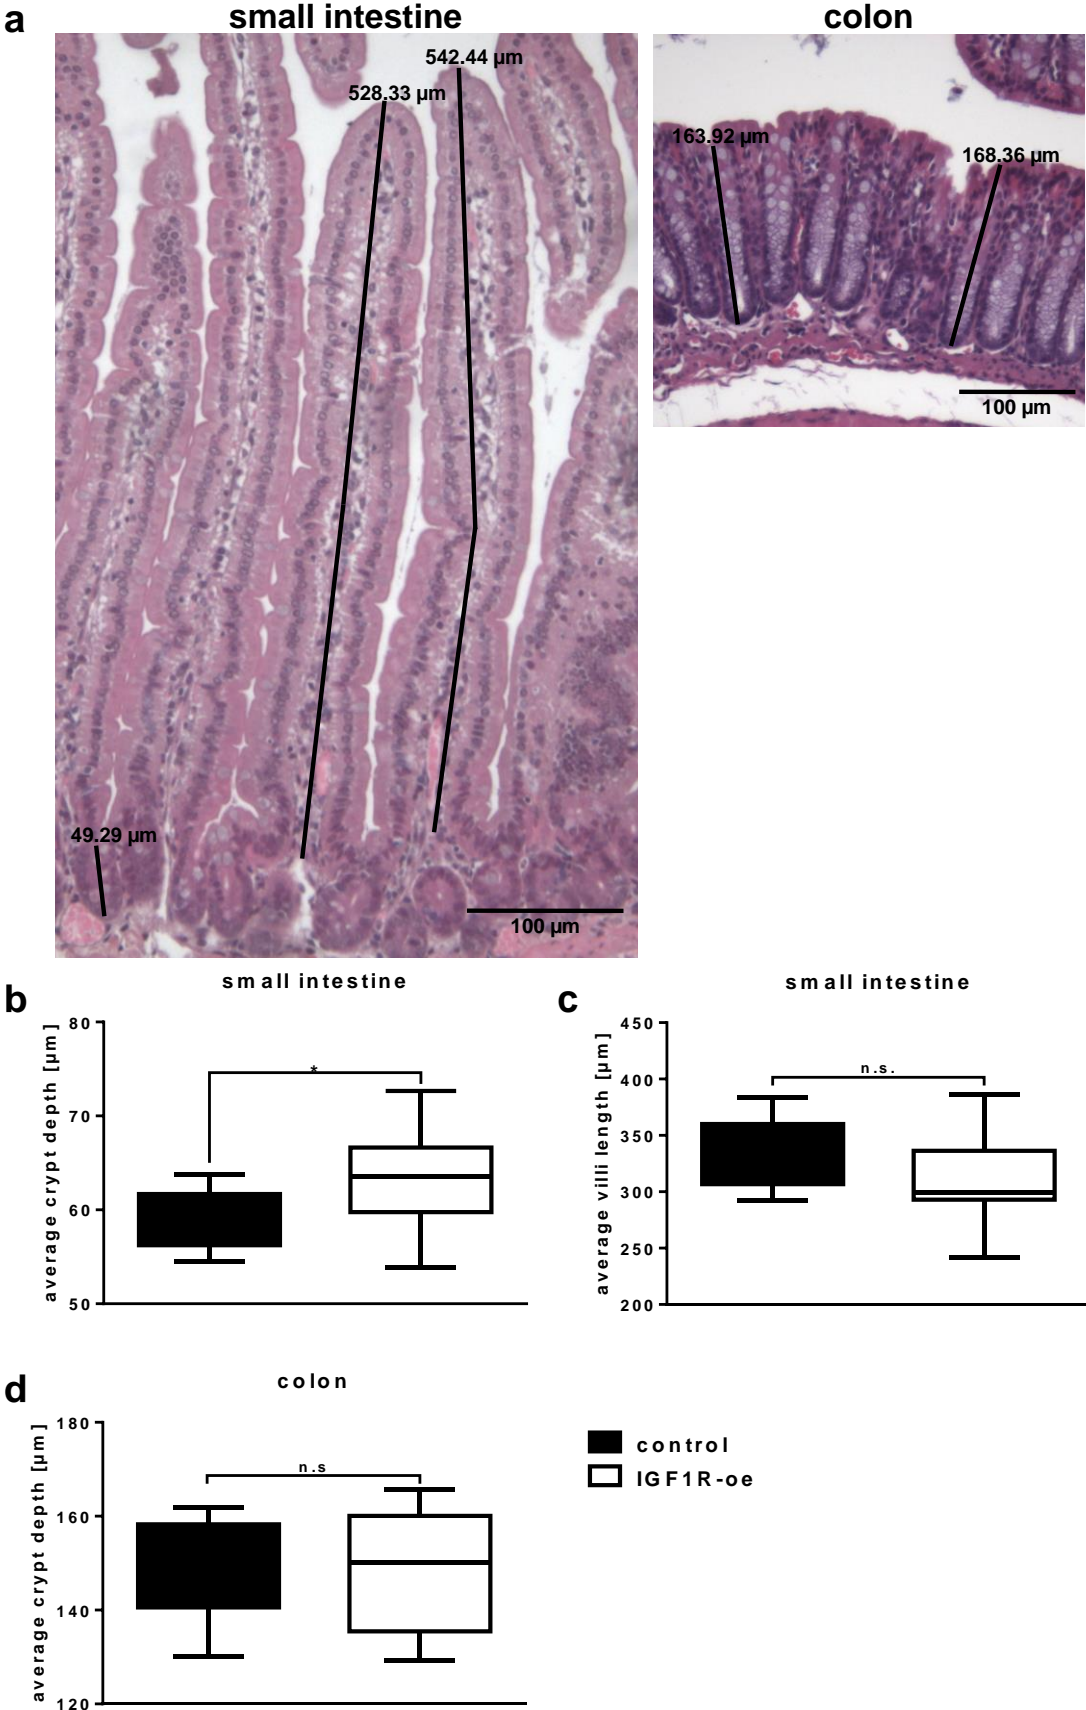 a
small intestine
colon
542.44 µm
528.33 µm
163.92 µm
168.36 µm
100 µm
49.29 µm
100 µm
b
small intestine
average crypt depth [µm]
80
70
60
50
*
c
small intestine
average villi length [µm]
450
400
350
300
250
200
n.s.
d
colon
average crypt depth [µm]
180
160
140
120
n.s
control
IGF1R-oe